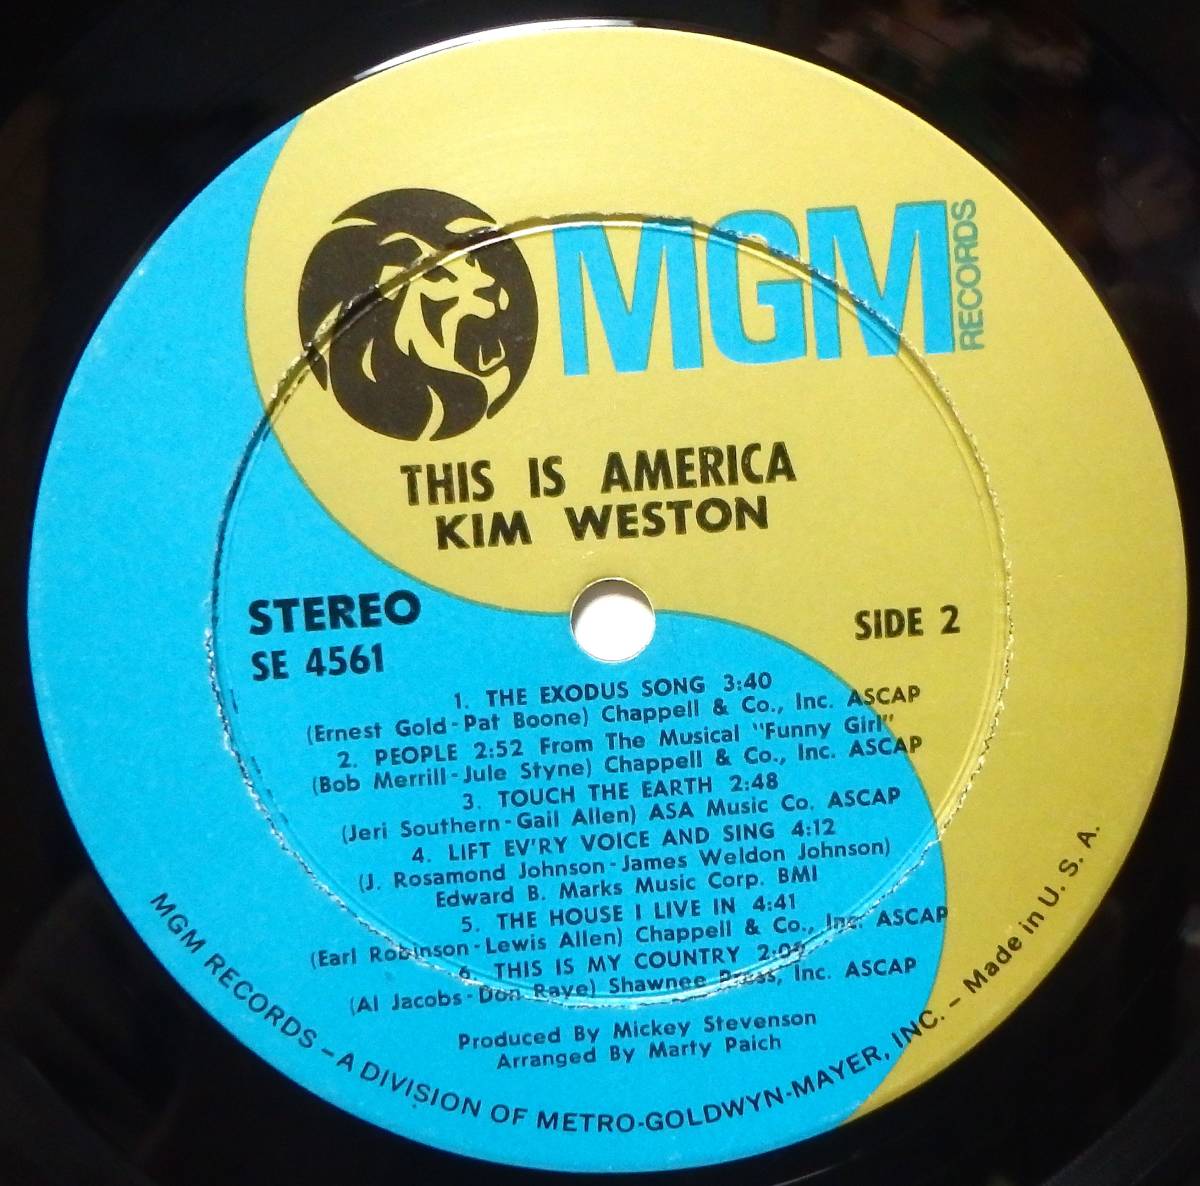 MGM RECORDS
THIS IS AMERICA
KIM WESTON
STEREO
SE 4561
SIDE 2
1. THE EXODUS SONG 3:40
(Ernest Gold-Pat Boone) Chappell & Co., Inc. ASCAP
2. PEOPLE 2:52 From The Musical "Funny Girl"
(Bob Merrill-Jule Styne) Chappell & Co., Inc. ASCAP
3. TOUCH THE EARTH 2:48
(Jeri Southern-Gail Allen) ASA Music Co. ASCAP
4. LIFT EV'RY VOICE AND SING 4:12
(J. Rosamond Johnson-James Weldon Johnson)
Edward B. Marks Music Corp. BMI
5. THE HOUSE I LIVE IN 4:41
(Earl Robinson-Lewis Allen) Chappell & Co., Inc. ASCAP
6. THIS IS MY COUNTRY
(Al Jacobs-Don Raye) Shawnee Press, Inc. ASCAP
Produced By Mickey Stevenson
Arranged By Marty Paich
MGM RECORDS – A DIVISION OF METRO-GOLDWYN-MAYER, INC. – Made in U. S. A.